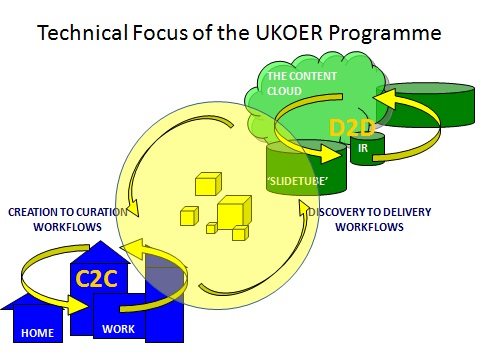 Technical Focus of the UKOER Programme
THE CONTENT
CLOUD
D2D
IR
'SLIDETUBE'
CREATION TO CURATION
WORKFLOWS
DISCOVERY TO DELIVERY
WORKFLOWS
C2C
HOME
WORK